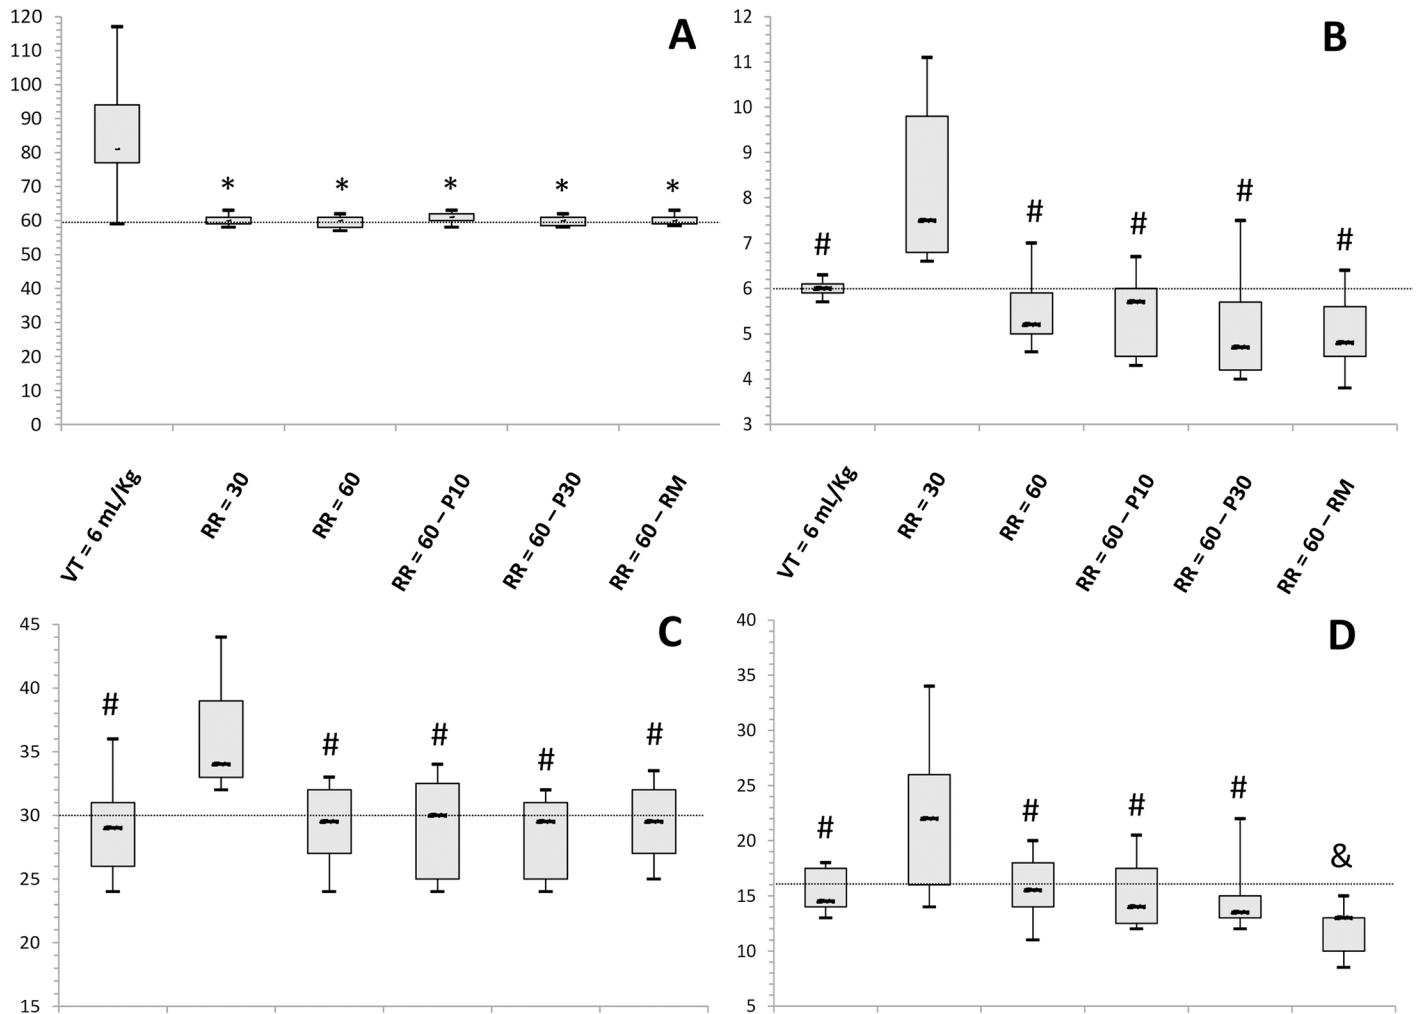 A
120
110
100
90
80
70
60
50
40
30
20
10
0
* * * * *
VT = 6 mL/Kg
RR = 30
RR = 60
RR = 60 – P10
RR = 60 – P30
RR = 60 – RM
B
12
11
10
9
8
7
6
5
4
3
# # # # #
VT = 6 mL/Kg
RR = 30
RR = 60
RR = 60 – P10
RR = 60 – P30
RR = 60 – RM
C
45
40
35
30
25
20
15
# # # # #
D
40
35
30
25
20
15
10
5
# # # # &